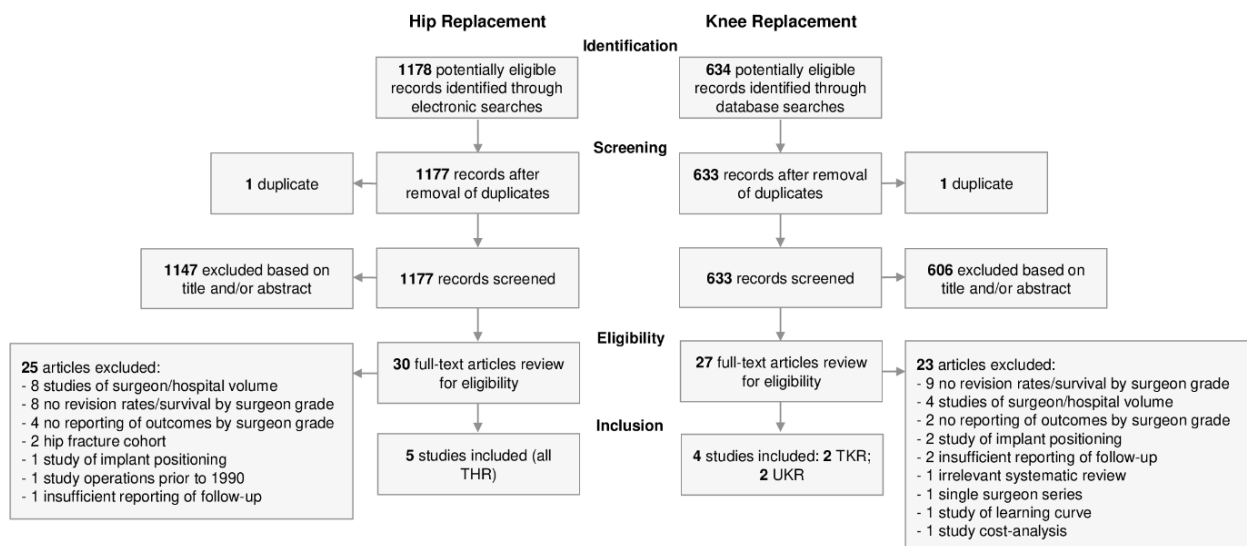 Hip Replacement
Knee Replacement
Identification
1178 potentially eligible
records identified through
electronic searches
634 potentially eligible
records identified through
database searches
Screening
1 duplicate
1177 records after
removal of duplicates
633 records after removal
of duplicates
1 duplicate
1147 excluded based on
title and/or abstract
1177 records screened
633 records screened
606 excluded based on
title and/or abstract
Eligibility
25 articles excluded:
- 8 studies of surgeon/hospital volume
- 8 no revision rates/survival by surgeon grade
- 4 no reporting of outcomes by surgeon grade
- 2 hip fracture cohort
- 1 study of implant positioning
- 1 study operations prior to 1990
- 1 insufficient reporting of follow-up
30 full-text articles review
for eligibility
27 full-text articles review
for eligibility
23 articles excluded:
- 9 no revision rates/survival by surgeon grade
- 4 studies of surgeon/hospital volume
- 2 no reporting of outcomes by surgeon grade
- 2 study of implant positioning
- 2 insufficient reporting of follow-up
- 1 irrelevant systematic review
- 1 single surgeon series
- 1 study of learning curve
- 1 study cost-analysis
Inclusion
5 studies included (all
THR)
4 studies included: 2 TKR;
2 UKR